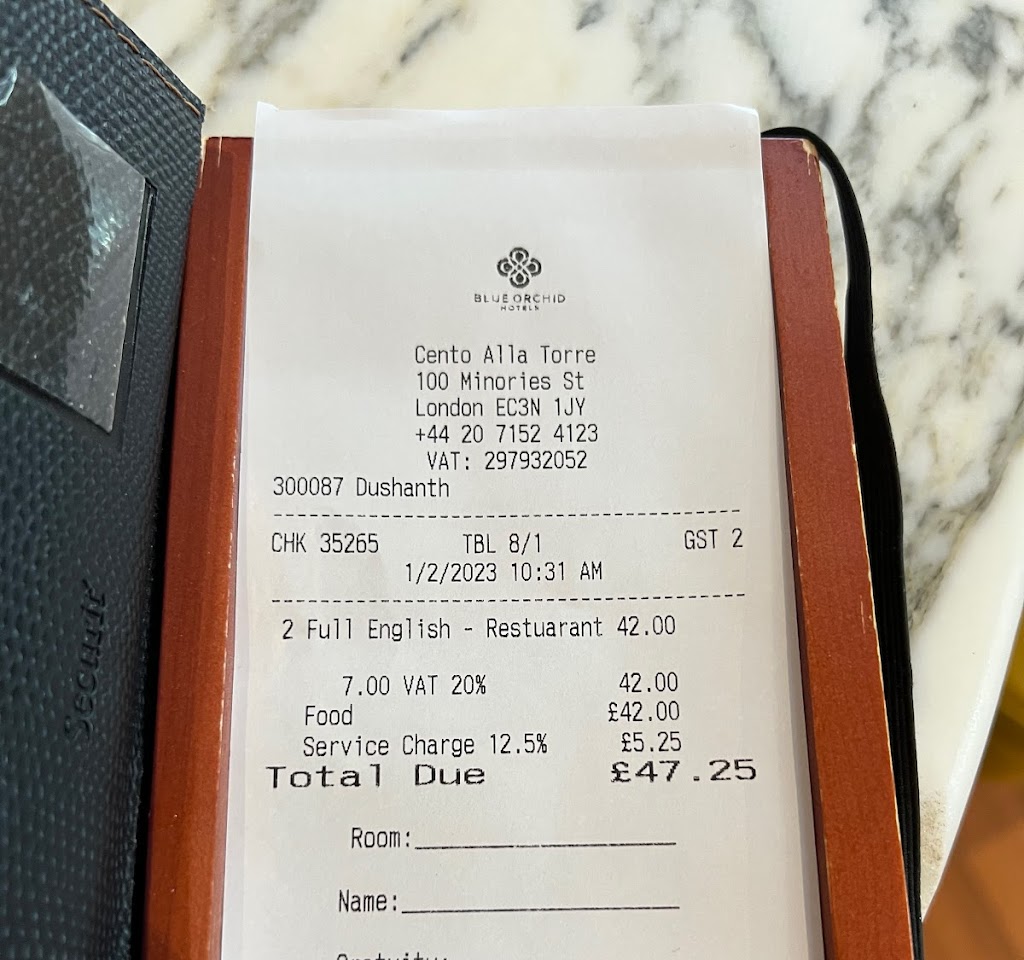 BLUE ORCHID
HOTELS
Cento Alla Torre
100 Minories St
London EC3N 1JY
+44 20 7152 4123
VAT: 297932052
300087 Dushanth
CHK 35265 TBL 8/1 GST 2
1/2/2023 10:31 AM
2 Full English - Restuarant 42.00
7.00 VAT 20% 42.00
Food £42.00
Service Charge 12.5% £5.25
Total Due £47.25
Room:
Name:
Gratuity: